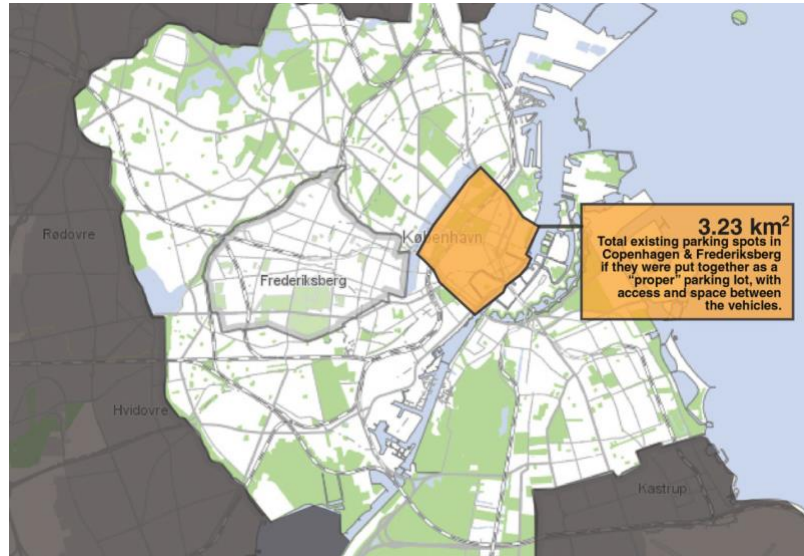 3.23 km²
Total existing parking spots in
Copenhagen & Frederiksberg
if they were put together as a
"proper" parking lot, with
access and space between
the vehicles.
Rødovre
København
Frederiksberg
Hvidovre
Kastrup